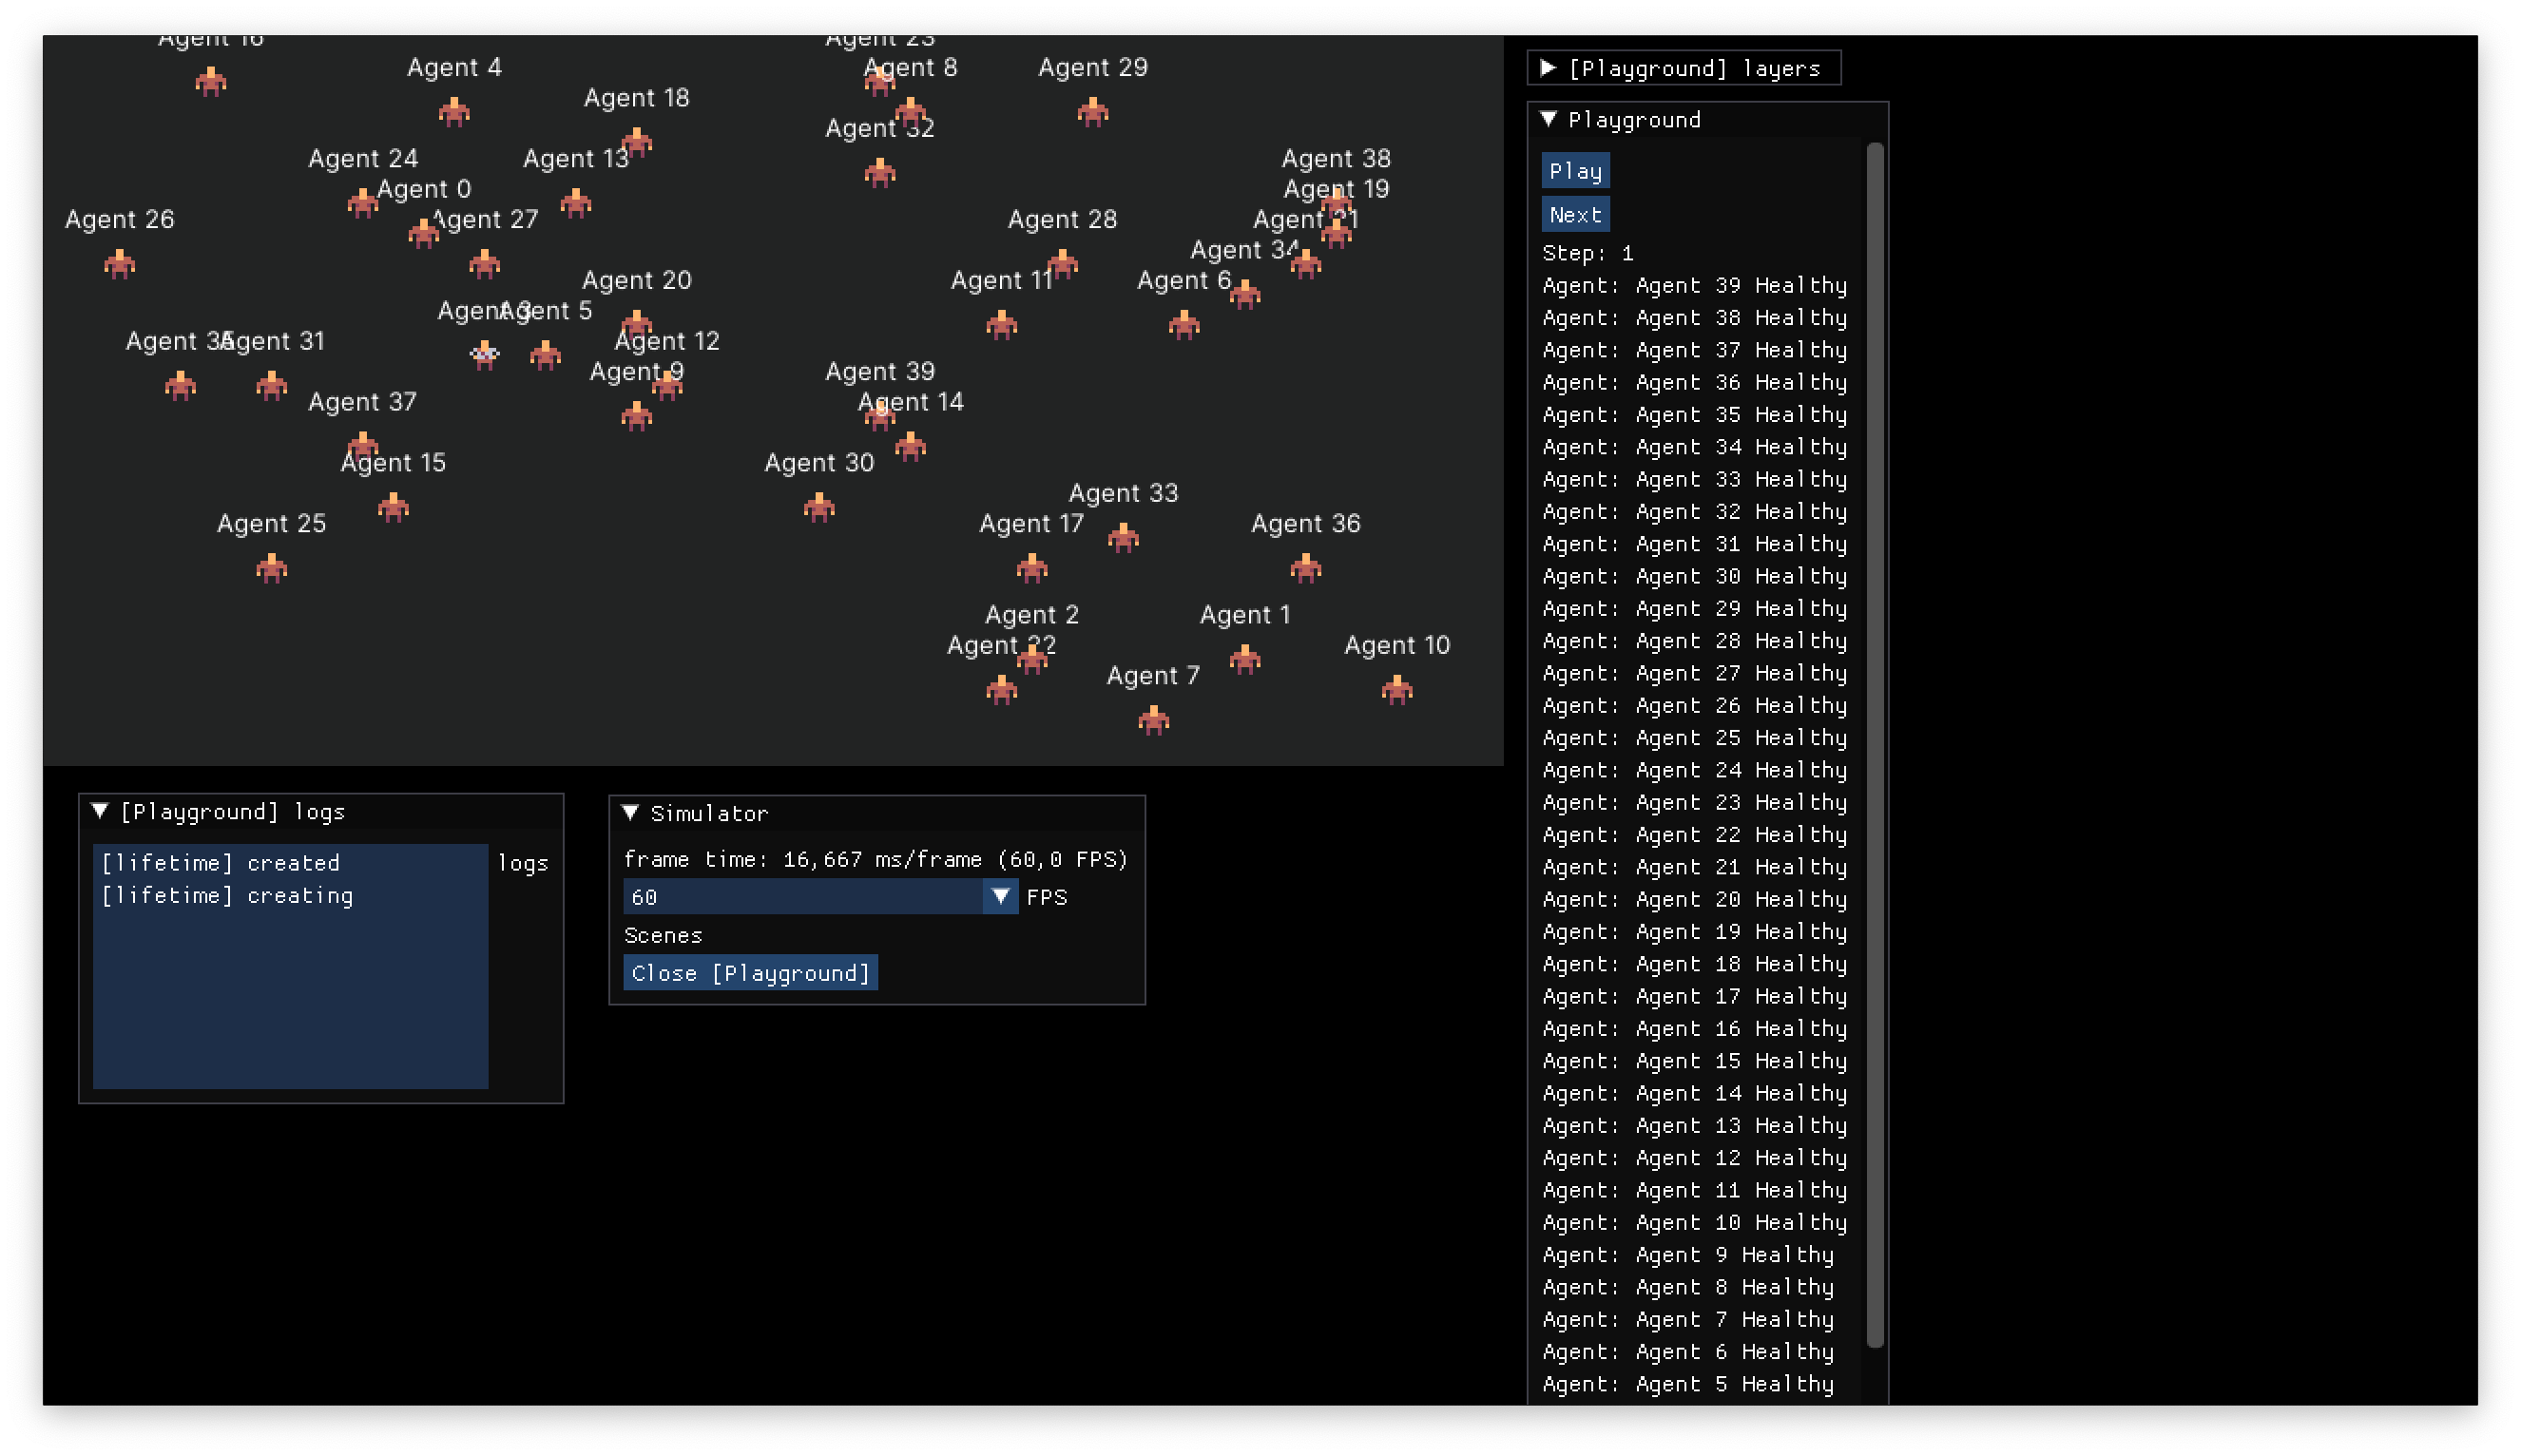 Agent 16
Agent 4
Agent 18
Agent 23
Agent 8
Agent 29
Agent 32
Agent 24
Agent 13
Agent 38
Agent 0
Agent 19
Agent 26
Agent 27
Agent 28
Agent 21
Agent 34
Agent 20
Agent 11
Agent 6
Agent 3
Agent 5
Agent 35
Agent 31
Agent 12
Agent 9
Agent 39
Agent 37
Agent 14
Agent 15
Agent 30
Agent 33
Agent 25
Agent 17
Agent 36
Agent 2
Agent 1
Agent 22
Agent 10
Agent 7
[Playground] layers
Playground
Play
Next
Step: 1
Agent: Agent 39 Healthy
Agent: Agent 38 Healthy
Agent: Agent 37 Healthy
Agent: Agent 36 Healthy
Agent: Agent 35 Healthy
Agent: Agent 34 Healthy
Agent: Agent 33 Healthy
Agent: Agent 32 Healthy
Agent: Agent 31 Healthy
Agent: Agent 30 Healthy
Agent: Agent 29 Healthy
Agent: Agent 28 Healthy
Agent: Agent 27 Healthy
Agent: Agent 26 Healthy
Agent: Agent 25 Healthy
Agent: Agent 24 Healthy
Agent: Agent 23 Healthy
Agent: Agent 22 Healthy
Agent: Agent 21 Healthy
Agent: Agent 20 Healthy
Agent: Agent 19 Healthy
Agent: Agent 18 Healthy
Agent: Agent 17 Healthy
Agent: Agent 16 Healthy
Agent: Agent 15 Healthy
Agent: Agent 14 Healthy
Agent: Agent 13 Healthy
Agent: Agent 12 Healthy
Agent: Agent 11 Healthy
Agent: Agent 10 Healthy
Agent: Agent 9 Healthy
Agent: Agent 8 Healthy
Agent: Agent 7 Healthy
Agent: Agent 6 Healthy
Agent: Agent 5 Healthy
[Playground] logs
[lifetime] created
[lifetime] creating
logs
Simulator
frame time: 16,667 ms/frame (60,0 FPS)
60
FPS
Scenes
Close [Playground]